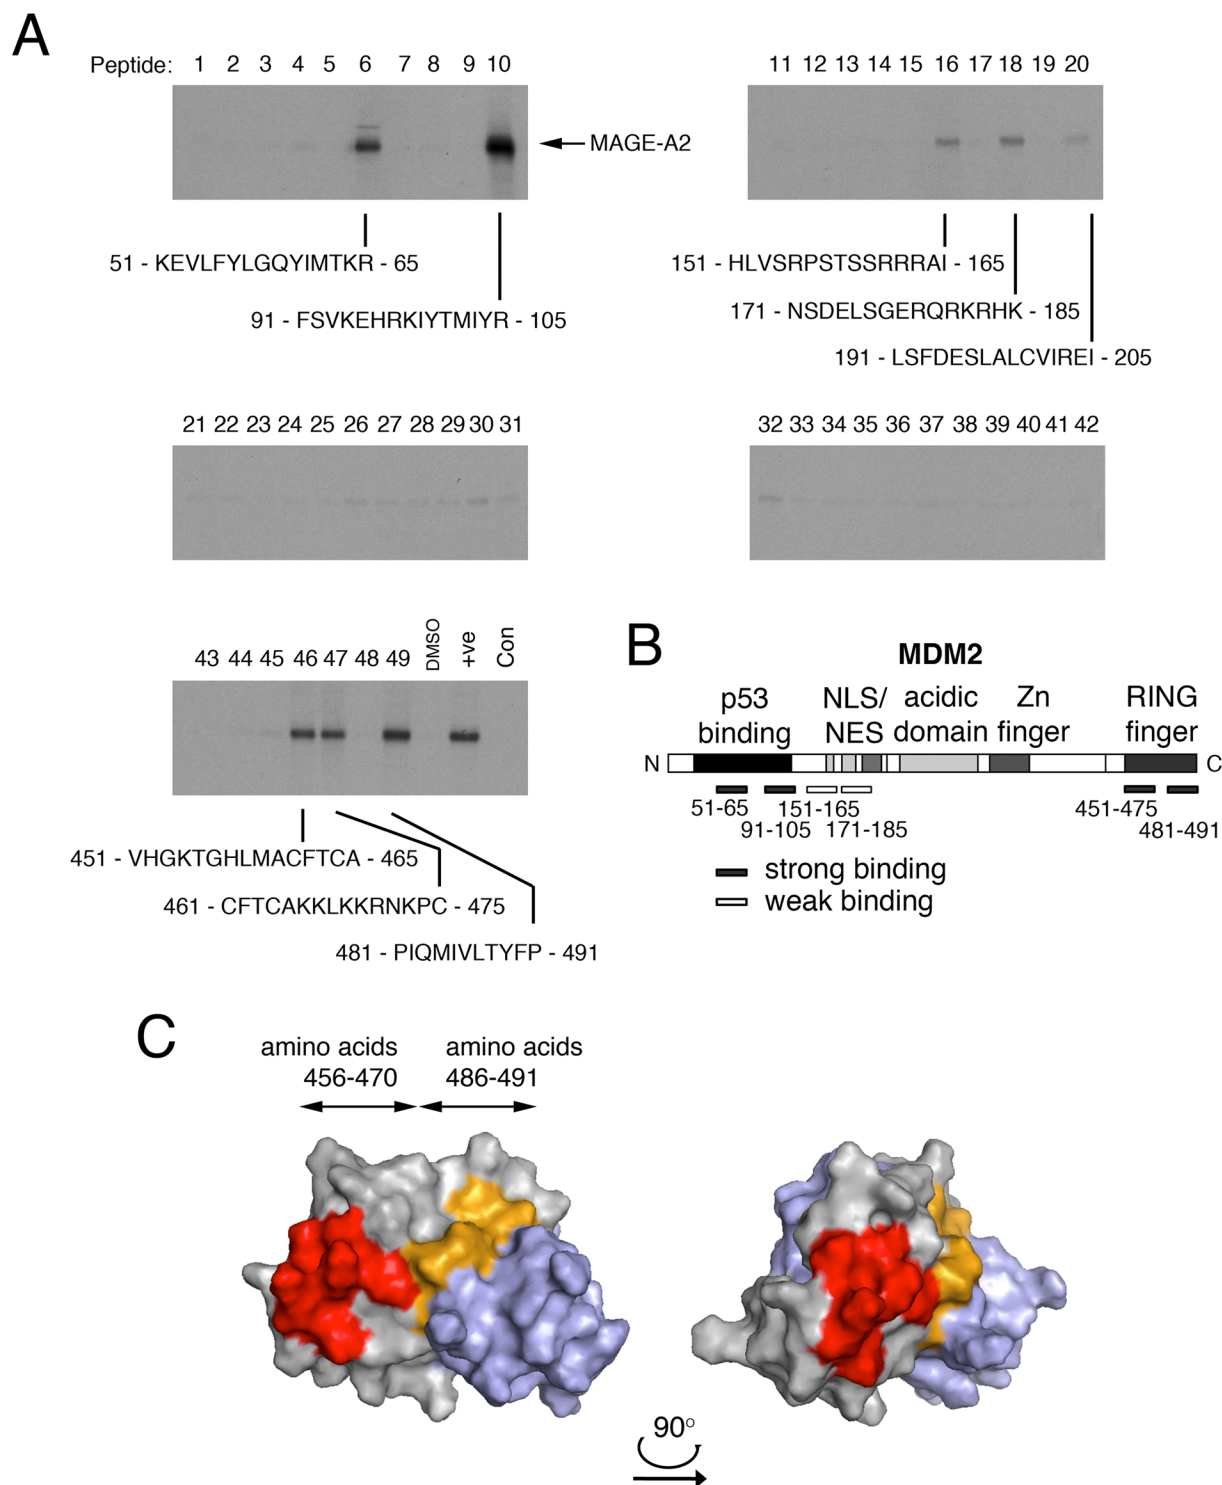 A
Peptide: 1 2 3 4 5 6 7 8 9 10
11 12 13 14 15 16 17 18 19 20
MAGE-A2
51 - KEVLFYLGQYIMTKR - 65
91 - FSVKEHRKIYTMIYR - 105
151 - HLVSRPSTSSRRRAI - 165
171 - NSDELSGERQRKRHK - 185
191 - LSFDESLALCVIREI - 205
21 22 23 24 25 26 27 28 29 30 31
32 33 34 35 36 37 38 39 40 41 42
43 44 45 46 47 48 49 DMSO +ve Con
451 - VHGKTGHLMACFTCA - 465
461 - CFTCAKKLKKRNKPC - 475
481 - PIQMIVLTYFP - 491
B
MDM2
p53 binding
NLS/ NES
acidic domain
Zn finger
RING finger
N
C
51-65
151-165
451-475
91-105
171-185
481-491
strong binding
weak binding
C
amino acids 456-470
amino acids 486-491
90°